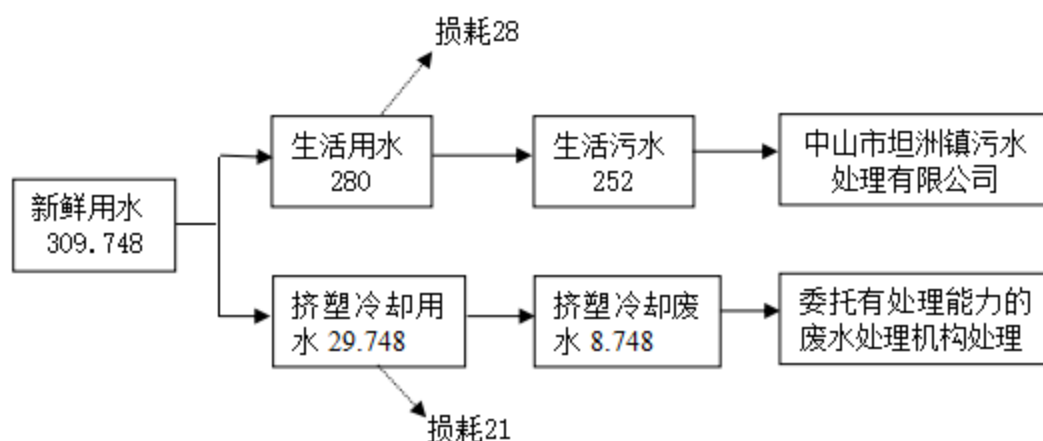 损耗28
生活用水
280
生活污水
252
中山市坦洲镇污水
处理有限公司
新鲜用水
309.748
挤塑冷却用
水 29.748
挤塑冷却废
水 8.748
委托有处理能力的
废水处理机构处理
损耗21